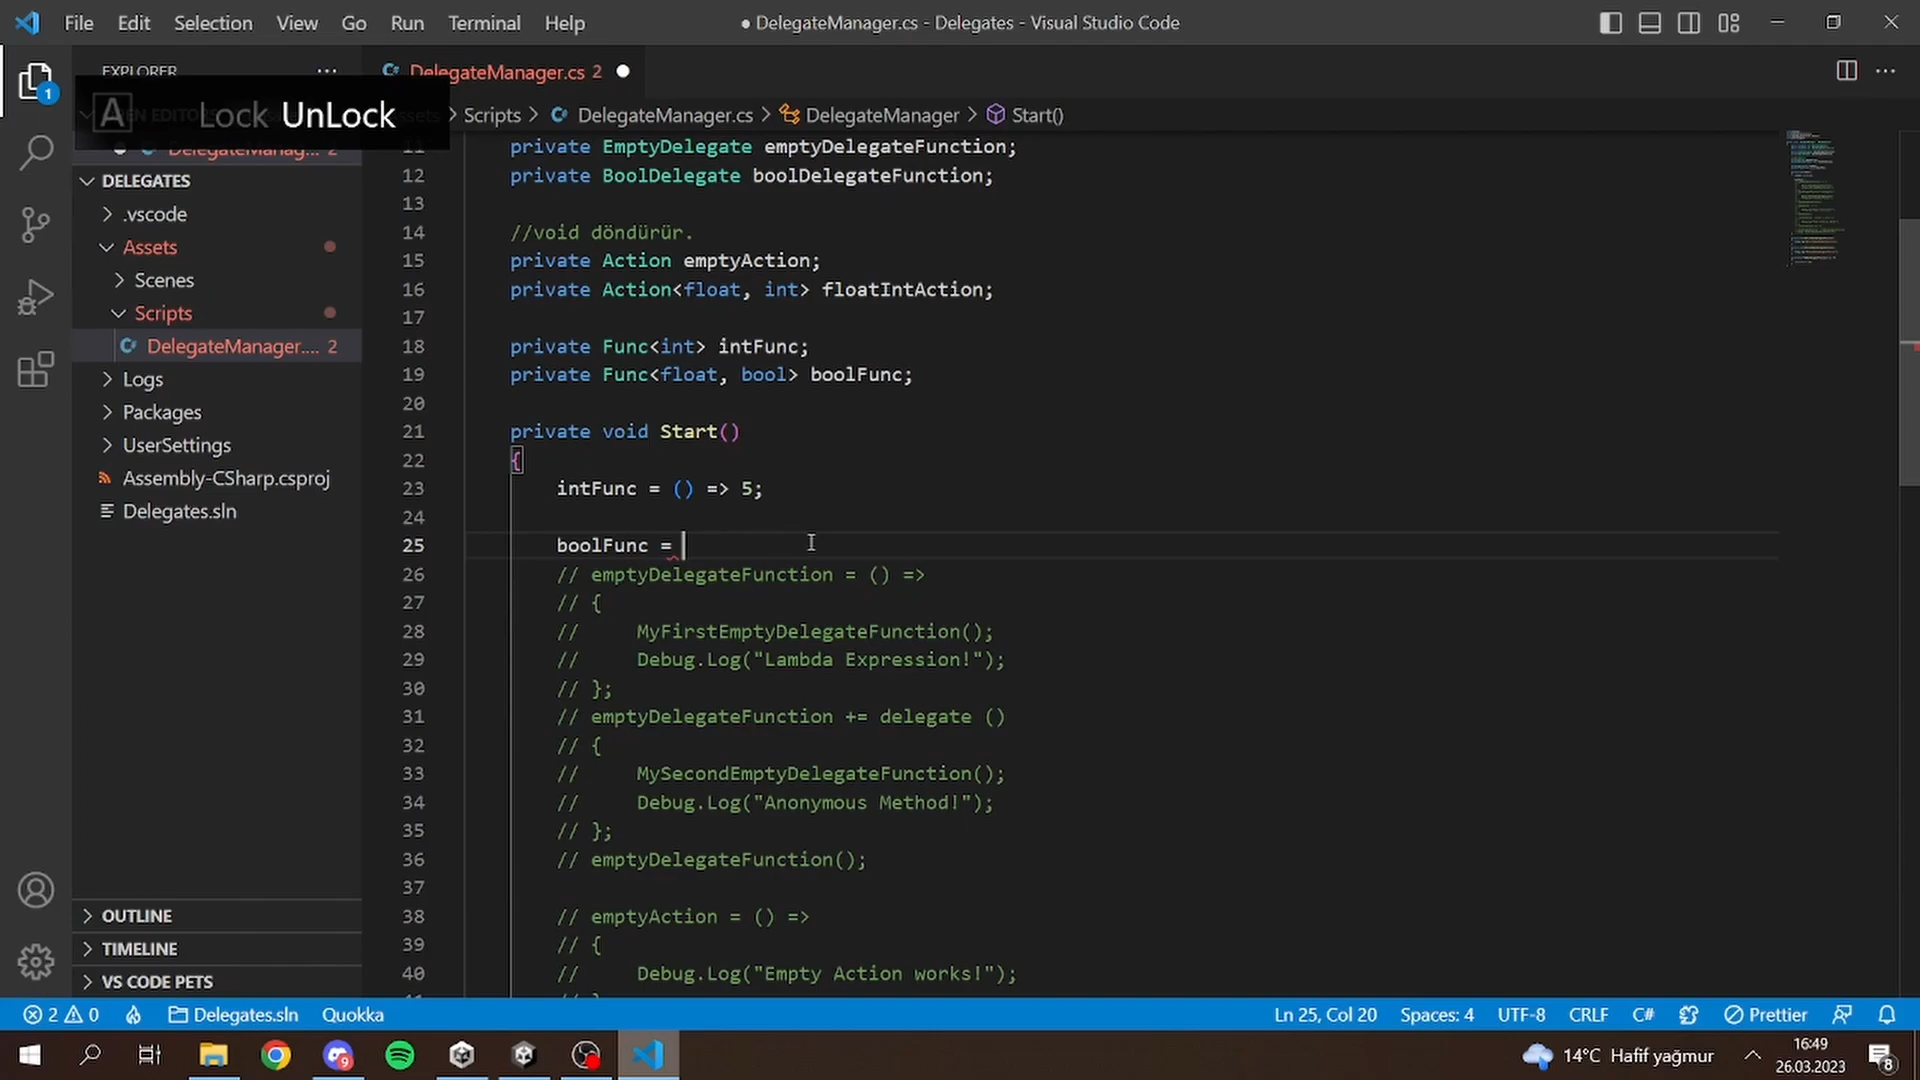 File Edit Selection View Go Run Terminal Help
● DelegateManager.cs - Delegates - Visual Studio Code
EXPLORER
DelegateManager.cs 2
A Lock UnLock
Scripts > DelegateManager.cs > DelegateManager > Start()
DELEGATES
.vscode
Assets
Scenes
Scripts
DelegateManager.... 2
Logs
Packages
UserSettings
Assembly-CSharp.csproj
Delegates.sln
OUTLINE
TIMELINE
VS CODE PETS
11 private EmptyDelegate emptyDelegateFunction;
12 private BoolDelegate boolDelegateFunction;
13
14 //void döndürür.
15 private Action emptyAction;
16 private Action<float, int> floatIntAction;
17
18 private Func<int> intFunc;
19 private Func<float, bool> boolFunc;
20
21 private void Start()
22 {
23 intFunc = () => 5;
24
25 boolFunc =
26 // emptyDelegateFunction = () =>
27 // {
28 // MyFirstEmptyDelegateFunction();
29 // Debug.Log("Lambda Expression!");
30 // };
31 // emptyDelegateFunction += delegate ()
32 // {
33 // MySecondEmptyDelegateFunction();
34 // Debug.Log("Anonymous Method!");
35 // };
36 // emptyDelegateFunction();
37
38 // emptyAction = () =>
39 // {
40 // Debug.Log("Empty Action works!");
2 0 Delegates.sln Quokka
Ln 25, Col 20 Spaces: 4 UTF-8 CRLF C# Prettier
14°C Hafif yağmur
16:49
26.03.2023
8